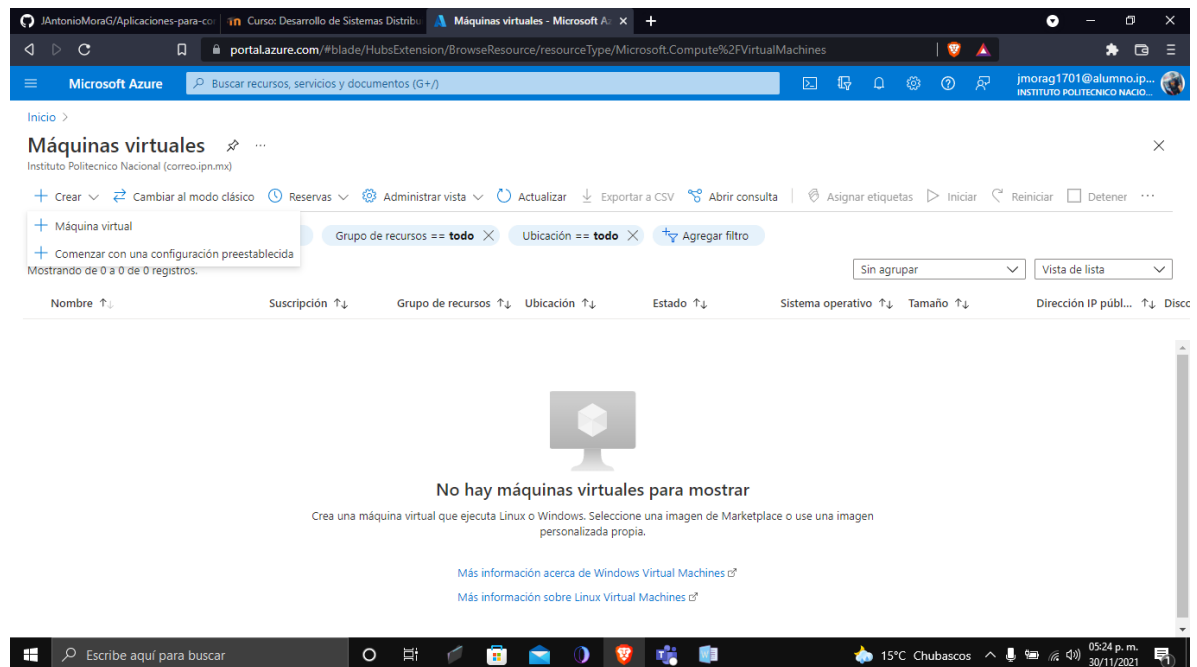 JAntonioMoraG/Aplicaciones-para-co Curso: Desarrollo de Sistemas Distribu Máquinas virtuales - Microsoft Az
portal.azure.com/#blade/HubsExtension/BrowseResource/resourceType/Microsoft.Compute%2FVirtualMachines
Microsoft Azure Buscar recursos, servicios y documentos (G+/) jmorag1701@alumno.ip...
INSTITUTO POLITECNICO NACIO...
Inicio >
Máquinas virtuales ...
Instituto Politecnico Nacional (correo.ipn.mx)
Crear Cambiar al modo clásico Reservas Administrar vista Actualizar Exportar a CSV Abrir consulta Asignar etiquetas Iniciar Reiniciar Detener ...
Máquina virtual
Grupo de recursos == todo Ubicación == todo Agregar filtro
Comenzar con una configuración preestablecida
Mostrando de 0 a 0 de 0 registros.
Sin agrupar Vista de lista
Nombre ↑↓ Suscripción ↑↓ Grupo de recursos ↑↓ Ubicación ↑↓ Estado ↑↓ Sistema operativo ↑↓ Tamaño ↑↓ Dirección IP públ... ↑↓ Disco
No hay máquinas virtuales para mostrar
Crea una máquina virtual que ejecuta Linux o Windows. Seleccione una imagen de Marketplace o use una imagen
personalizada propia.
Más información acerca de Windows Virtual Machines
Más información sobre Linux Virtual Machines
Escribe aquí para buscar 15°C Chubascos 05:24 p. m.
30/11/2021